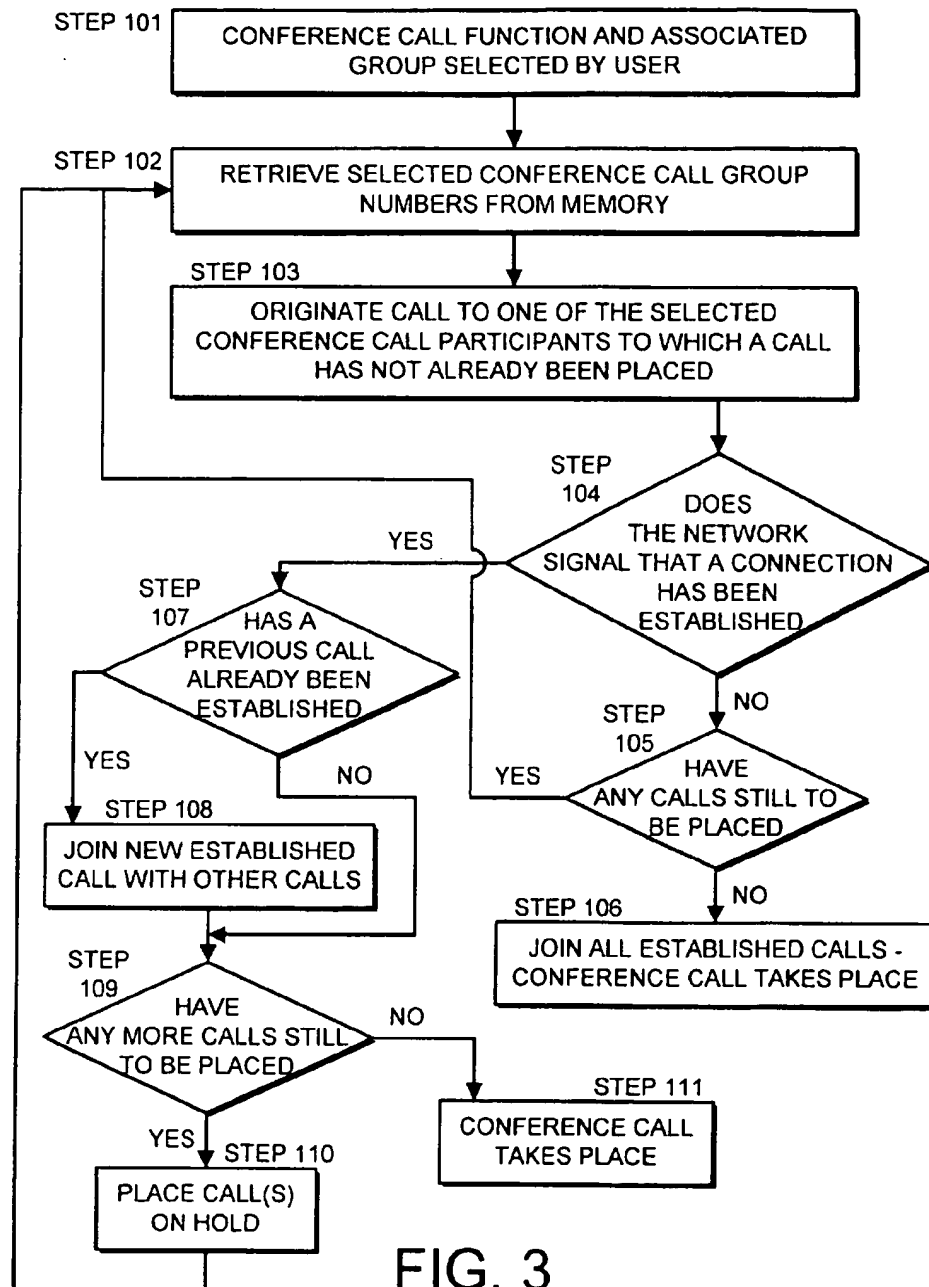 STEP 101
CONFERENCE CALL FUNCTION AND ASSOCIATED
GROUP SELECTED BY USER
STEP 102
RETRIEVE SELECTED CONFERENCE CALL GROUP
NUMBERS FROM MEMORY
STEP 103
ORIGINATE CALL TO ONE OF THE SELECTED
CONFERENCE CALL PARTICIPANTS TO WHICH A CALL
HAS NOT ALREADY BEEN PLACED
STEP
104
DOES
THE NETWORK
SIGNAL THAT A CONNECTION
HAS BEEN
ESTABLISHED
YES
NO
STEP
107
HAS A
PREVIOUS CALL
ALREADY BEEN
ESTABLISHED
YES
NO
STEP
105
HAVE
ANY CALLS STILL TO
BE PLACED
YES
NO
STEP 108
JOIN NEW ESTABLISHED
CALL WITH OTHER CALLS
STEP 106
JOIN ALL ESTABLISHED CALLS -
CONFERENCE CALL TAKES PLACE
STEP
109
HAVE
ANY MORE CALLS STILL
TO BE PLACED
NO
YES
STEP 111
CONFERENCE CALL
TAKES PLACE
STEP 110
PLACE CALL(S)
ON HOLD
FIG. 3